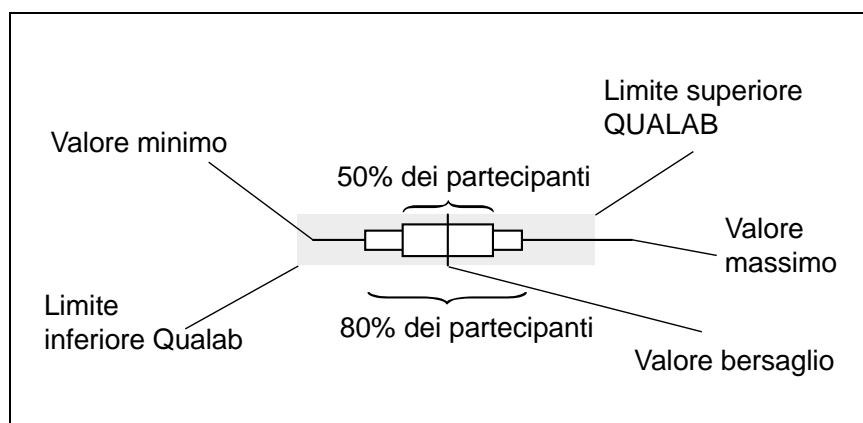 Limite superiore
QUALAB
Valore minimo
50% dei partecipanti
Valore
massimo
Limite
inferiore Qualab
80% dei partecipanti
Valore bersaglio